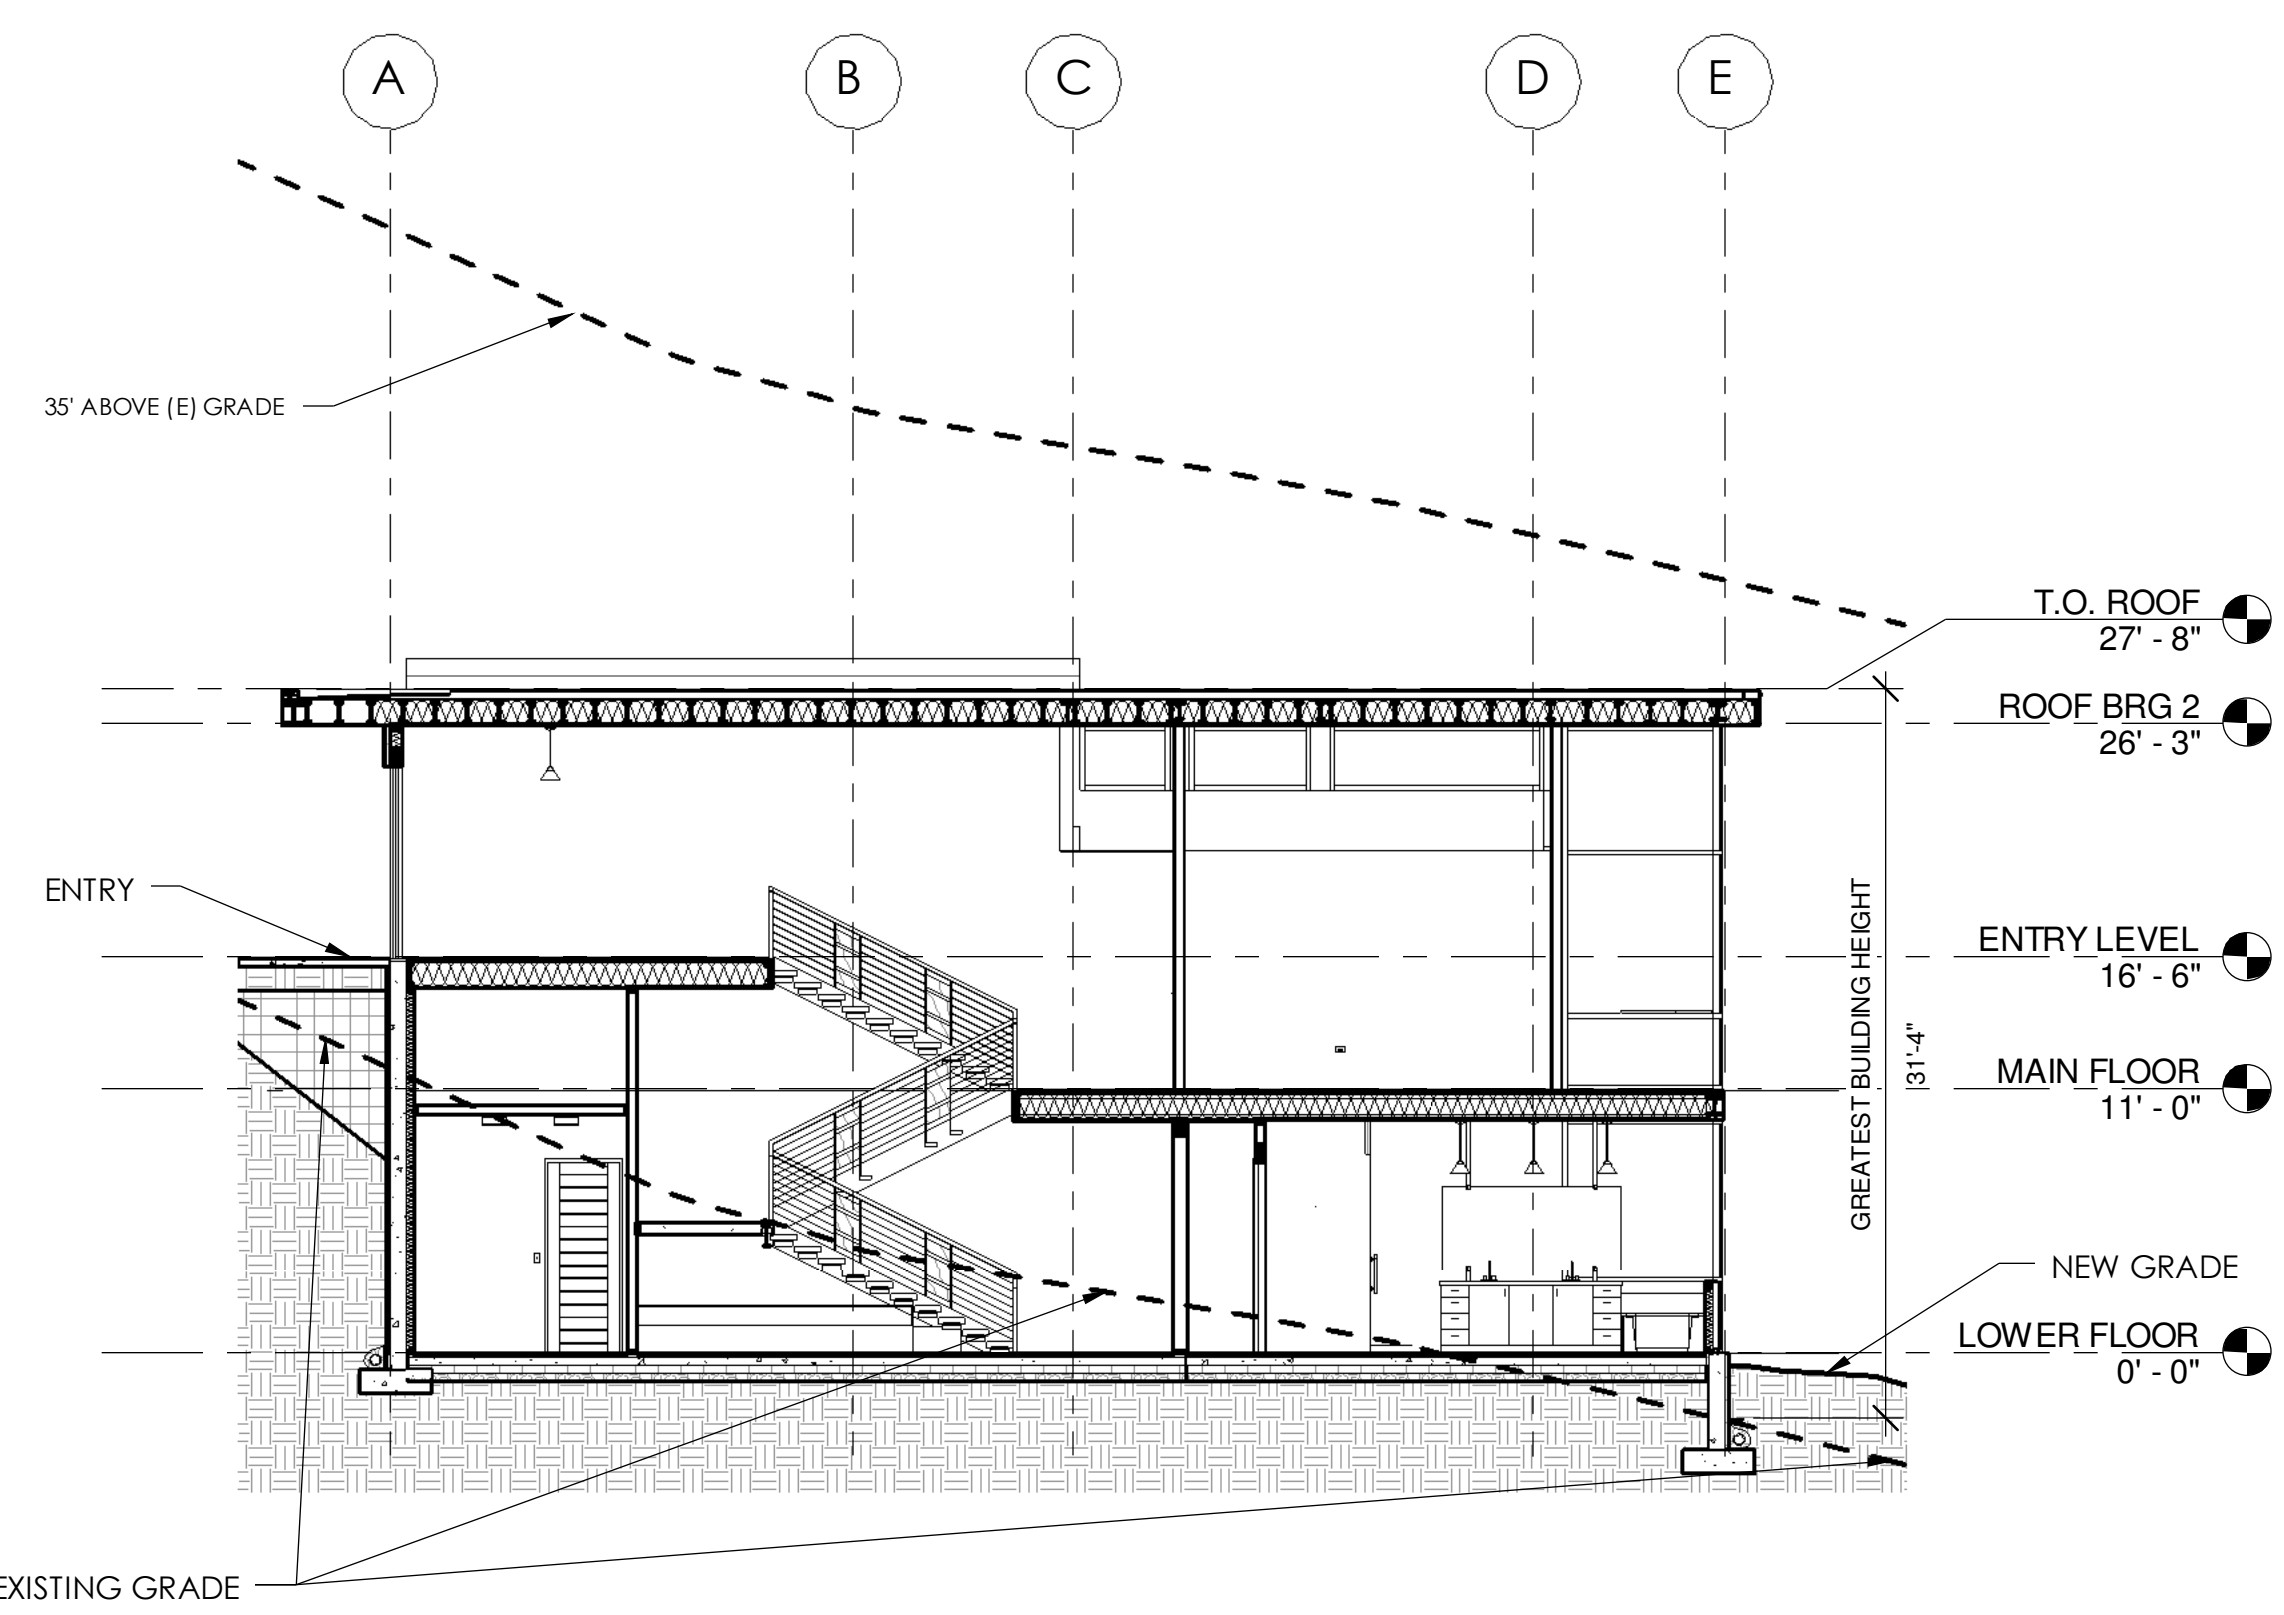 A
B
C
D
E
35' ABOVE (E) GRADE
T.O. ROOF
27' - 8"
ROOF BRG 2
26' - 3"
ENTRY
ENTRY LEVEL
16' - 6"
GREATEST BUILDING HEIGHT
31'-4"
MAIN FLOOR
11' - 0"
NEW GRADE
LOWER FLOOR
0' - 0"
EXISTING GRADE